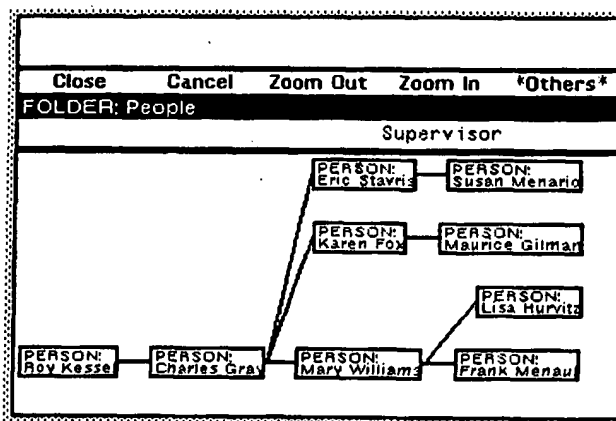 Close Cancel Zoom Out Zoom In *Others*
FOLDER: People
Supervisor
PERSON: PERSON:
Eric Stavris Susan Menario
PERSON: PERSON:
Karen Fox Maurice Gilman
PERSON:
Lisa Hurvitz
PERSON: PERSON: PERSON: PERSON:
Roy Kesse Charles Gray Mary Williams Frank Menau